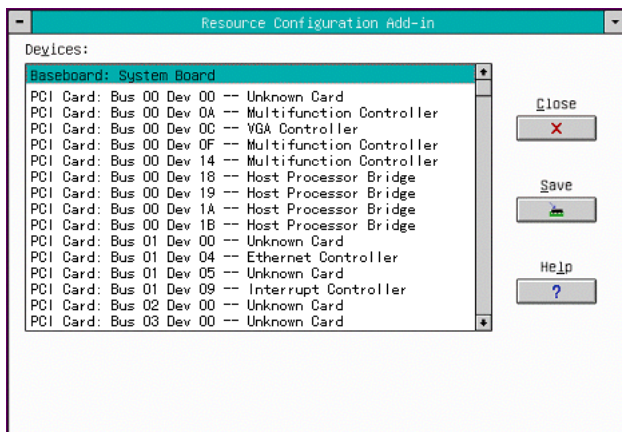 Resource Configuration Add-in
Devices:
Baseboard: System Board
PCI Card: Bus 00 Dev 00 -- Unknown Card
PCI Card: Bus 00 Dev 0A -- Multifunction Controller
PCI Card: Bus 00 Dev 0C -- VGA Controller
PCI Card: Bus 00 Dev 0F -- Multifunction Controller
PCI Card: Bus 00 Dev 14 -- Multifunction Controller
PCI Card: Bus 00 Dev 18 -- Host Processor Bridge
PCI Card: Bus 00 Dev 19 -- Host Processor Bridge
PCI Card: Bus 00 Dev 1A -- Host Processor Bridge
PCI Card: Bus 00 Dev 1B -- Host Processor Bridge
PCI Card: Bus 01 Dev 00 -- Unknown Card
PCI Card: Bus 01 Dev 04 -- Ethernet Controller
PCI Card: Bus 01 Dev 05 -- Unknown Card
PCI Card: Bus 01 Dev 09 -- Interrupt Controller
PCI Card: Bus 02 Dev 00 -- Unknown Card
PCI Card: Bus 03 Dev 00 -- Unknown Card
Close
X
Save
Help
?